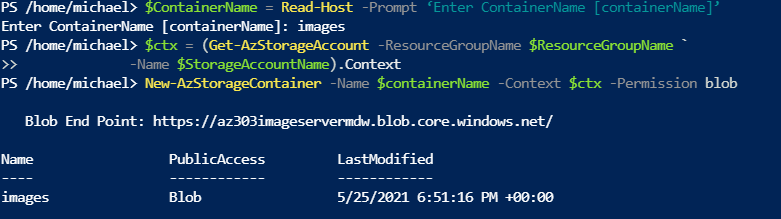 PS /home/michael> $ContainerName = Read-Host -Prompt ‘Enter ContainerName [containerName]’
Enter ContainerName [containerName]: images
PS /home/michael> $ctx = (Get-AzStorageAccount -ResourceGroupName $ResourceGroupName `
>>           -Name $StorageAccountName).Context
PS /home/michael> New-AzStorageContainer -Name $containerName -Context $ctx -Permission blob
Blob End Point: https://az303imageservermdw.blob.core.windows.net/
Name                 PublicAccess         LastModified
----                 ------------         ------------
images               Blob                 5/25/2021 6:51:16 PM +00:00